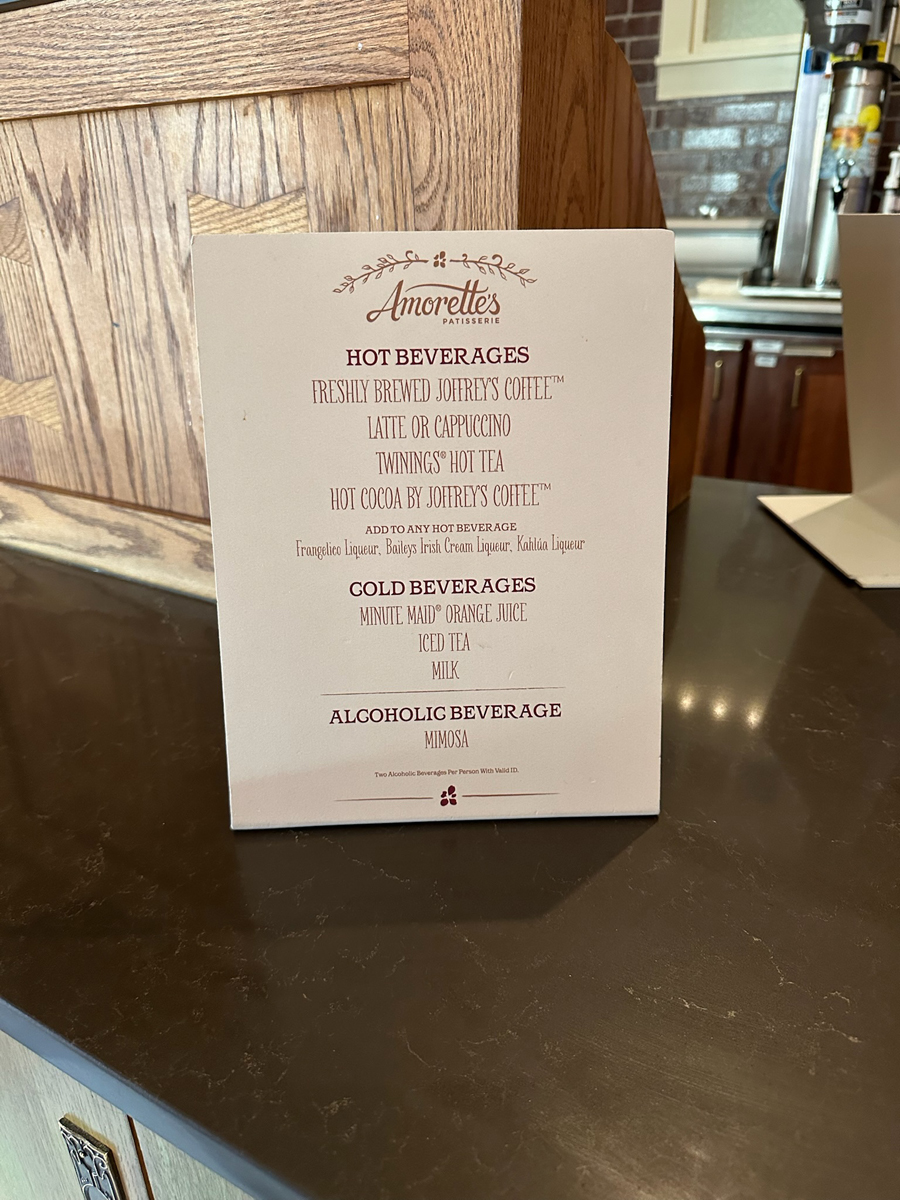 Amorette's
PATISSERIE
HOT BEVERAGES
FRESHLY BREWED JOFFREY'S COFFEE™
LATTE OR CAPPUCCINO
TWININGS® HOT TEA
HOT COCOA BY JOFFREY'S COFFEE™
ADD TO ANY HOT BEVERAGE
Frangelico Liqueur, Baileys Irish Cream Liqueur, Kahlúa Liqueur
COLD BEVERAGES
MINUTE MAID® ORANGE JUICE
ICED TEA
MILK
ALCOHOLIC BEVERAGE
MIMOSA
Two Alcoholic Beverages Per Person With Valid ID.